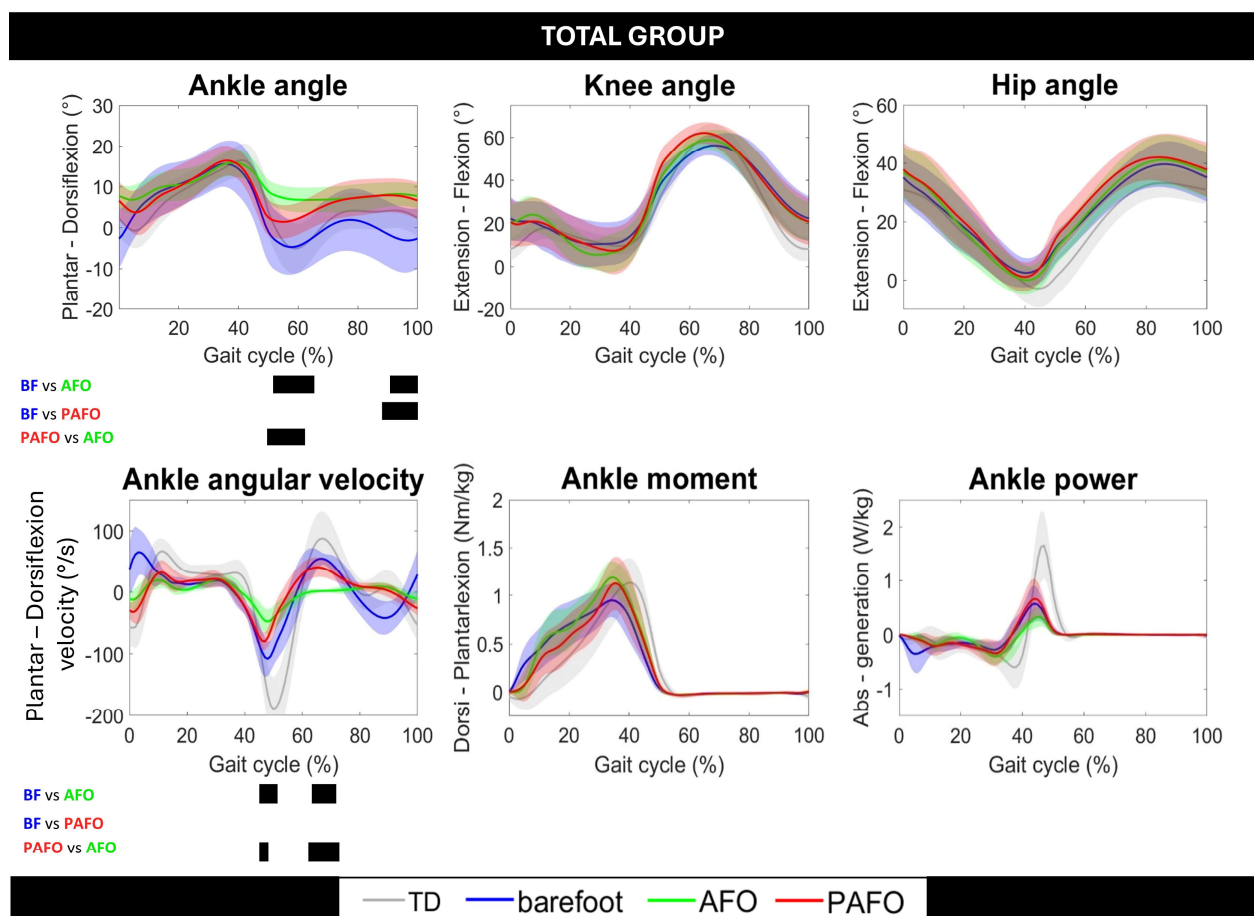 TOTAL GROUP
Ankle angle
Knee angle
Hip angle
Plantar - Dorsiflexion (°)
30
20
10
0
-10
-20
20
40
60
80
100
Gait cycle (%)
Extension - Flexion (°)
60
40
20
0
-20
0
20
40
60
80
100
Gait cycle (%)
Extension - Flexion (°)
60
40
20
0
0
20
40
60
80
100
Gait cycle (%)
BF vs AFO
BF vs PAFO
PAFO vs AFO
Ankle angular velocity
Ankle moment
Ankle power
Plantar – Dorsiflexion
velocity (°/s)
100
0
-100
-200
0
20
40
60
80
100
Gait cycle (%)
Dorsi - Plantarlexion (Nm/kg)
2
1.5
1
0.5
0
0
20
40
60
80
100
Gait cycle (%)
Abs - generation (W/kg)
2
1
0
-1
0
20
40
60
80
100
Gait cycle (%)
BF vs AFO
BF vs PAFO
PAFO vs AFO
TD
barefoot
AFO
PAFO